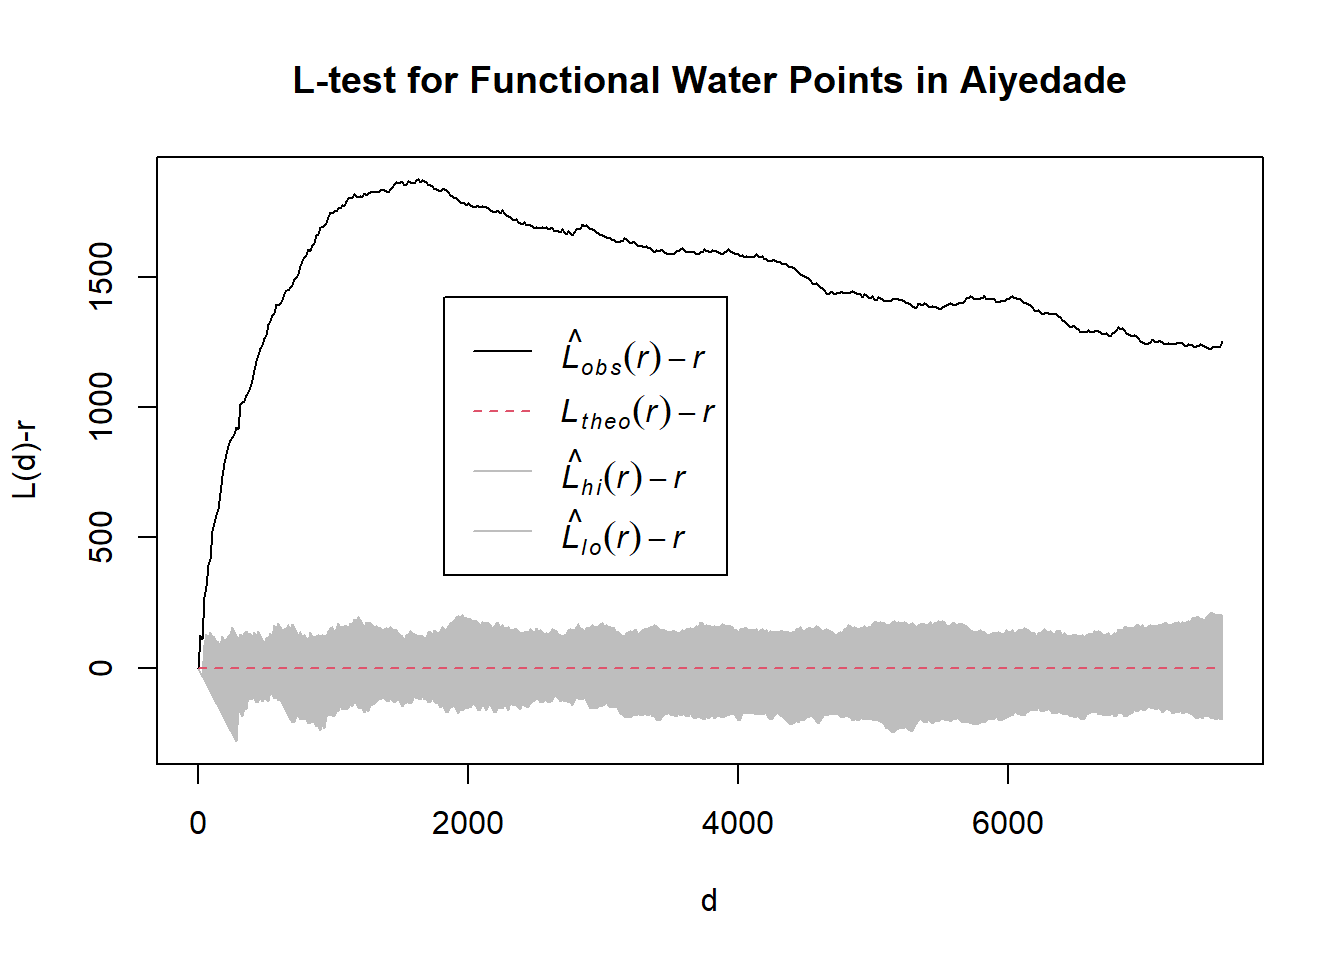 L-test for Functional Water Points in Aiyedade
L(d)-r
1500
1000
500
0
L̂obs(r) − r
Ltheo(r) − r
L̂hi(r) − r
L̂lo(r) − r
0 2000 4000 6000
d